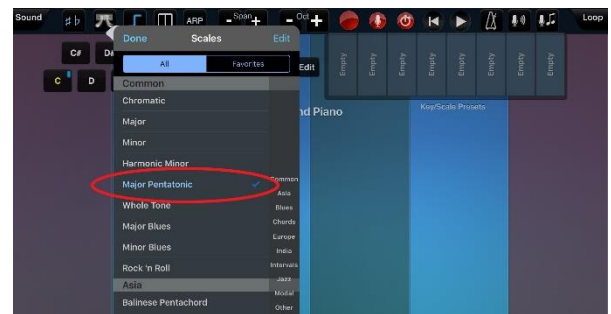 Sound
ARP
- Span +
- Oct +
Loop
Done Scales Edit
All Favorites
C#
C D
Edit
Common
Chromatic
Major
Minor
Harmonic Minor
Major Pentatonic
Whole Tone
Major Blues
Minor Blues
Rock 'n Roll
Asia
Balinese Pentachord
Common
Asia
Blues
Chords
Europe
India
Intervals
Jazz
Modal
Other
nd Piano
Empty
Empty
Empty
Empty
Empty
Empty
Empty
Key/Scale Presets